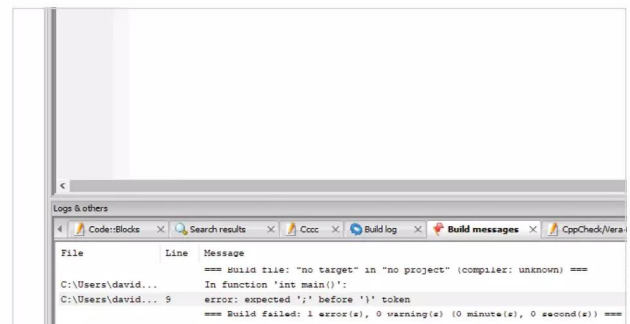 Logs & others
Code::Blocks Search results Cccc Build log Build messages CppCheck/Vera
File Line Message
=== Build file: "no target" in "no project" (compiler: unknown) ===
C:\Users\david... In function 'int main()':
C:\Users\david... 9 error: expected ';' before '}' token
=== Build failed: 1 error(s), 0 warning(s) (0 minute(s), 0 second(s)) ===